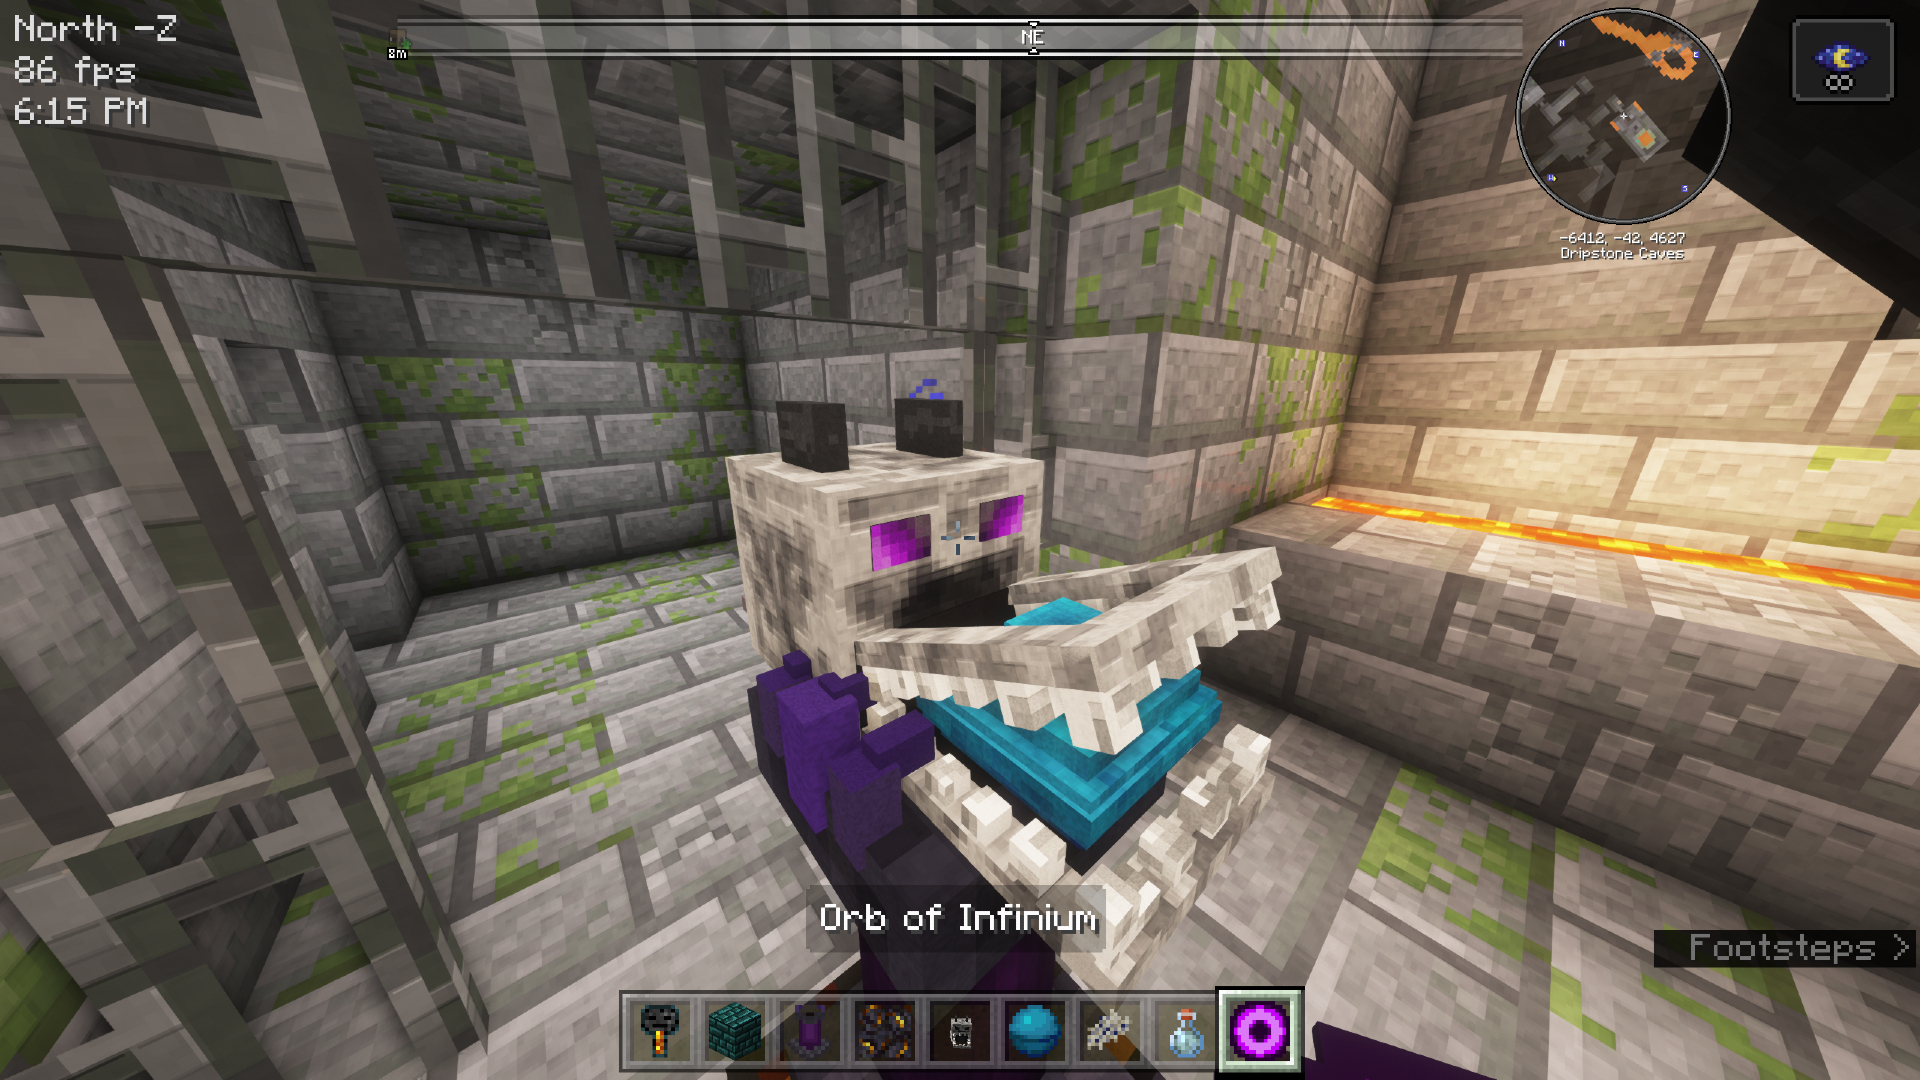 North -Z
86 fps
6:15 PM
8m
NE
N
E
S
-6412, -42, 4627
Dripstone Caves
Orb of Infinium
Footsteps >